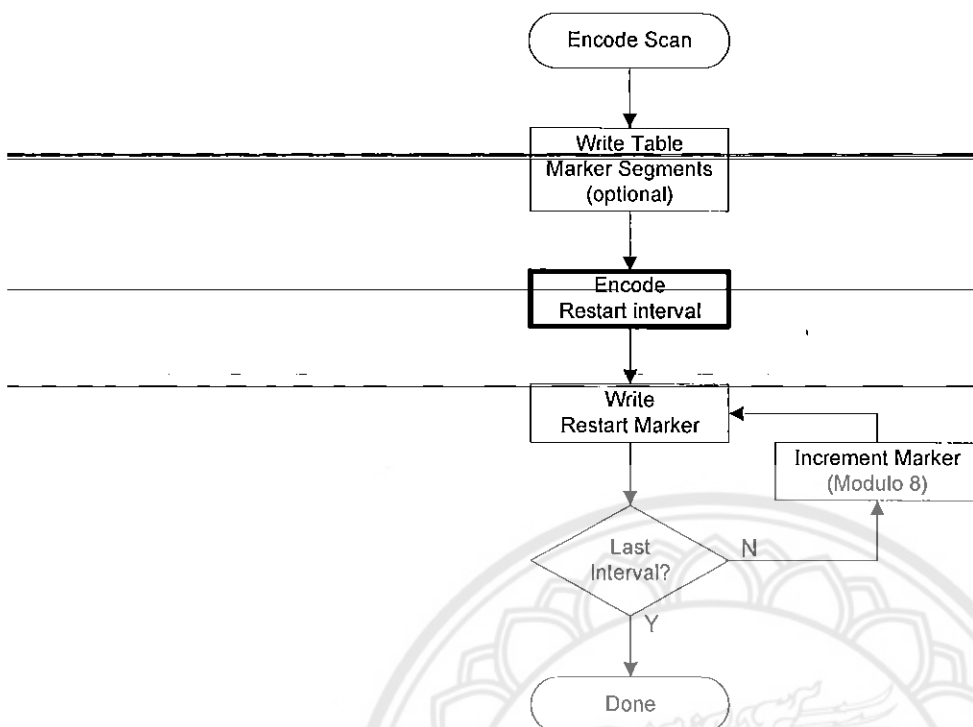 Encode Scan
Write Table
Marker Segments
(optional)
Encode
Restart interval
Write
Restart Marker
Increment Marker
(Modulo 8)
Last
Interval?
N
Y
Done